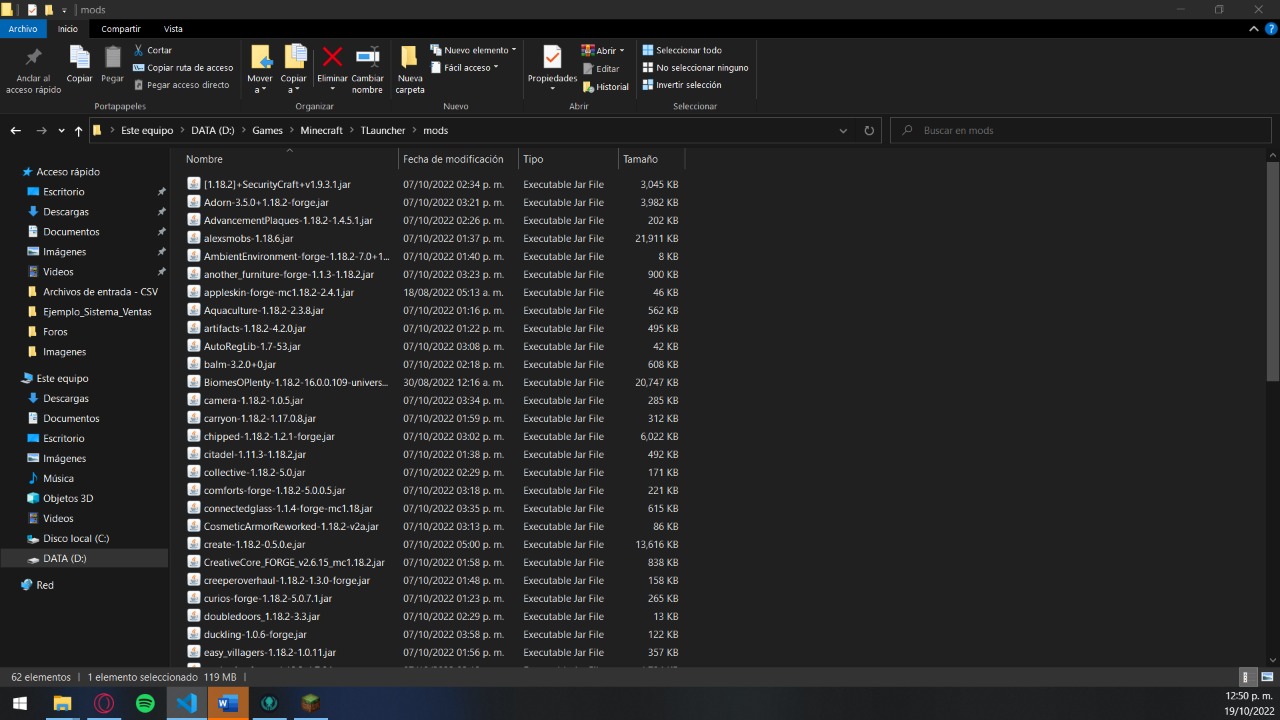 mods
Archivo Inicio Compartir Vista
Anclar al acceso rápido
Copiar
Pegar
Cortar
Copiar ruta de acceso
Pegar acceso directo
Portapapeles
Mover a
Copiar a
Eliminar
Cambiar nombre
Organizar
Nueva carpeta
Nuevo elemento
Fácil acceso
Nuevo
Propiedades
Abrir
Editar
Historial
Abrir
Seleccionar todo
No seleccionar ninguno
Invertir selección
Seleccionar
Este equipo > DATA (D:) > Games > Minecraft > TLauncher > mods
Buscar en mods
Acceso rápido
Escritorio
Descargas
Documentos
Imágenes
Videos
Archivos de entrada - CSV
Ejemplo_Sistema_Ventas
Foros
Imagenes
Este equipo
Descargas
Documentos
Escritorio
Imágenes
Música
Objetos 3D
Videos
Disco local (C:)
DATA (D:)
Red
Nombre Fecha de modificación Tipo Tamaño
[1.18.2]+SecurityCraft+v1.9.3.1.jar 07/10/2022 02:34 p. m. Executable Jar File 3,045 KB
Adorn-3.5.0+1.18.2-forge.jar 07/10/2022 03:21 p. m. Executable Jar File 3,982 KB
AdvancementPlaques-1.18.2-1.4.5.1.jar 07/10/2022 02:26 p. m. Executable Jar File 202 KB
alexsmobs-1.18.6.jar 07/10/2022 01:37 p. m. Executable Jar File 21,911 KB
AmbientEnvironment-forge-1.18.2-7.0+1... 07/10/2022 01:40 p. m. Executable Jar File 8 KB
another_furniture-forge-1.1.3-1.18.2.jar 07/10/2022 03:23 p. m. Executable Jar File 900 KB
appleskin-forge-mc1.18.2-2.4.1.jar 18/08/2022 05:13 a. m. Executable Jar File 46 KB
Aquaculture-1.18.2-2.3.8.jar 07/10/2022 01:16 p. m. Executable Jar File 562 KB
artifacts-1.18.2-4.2.0.jar 07/10/2022 01:22 p. m. Executable Jar File 495 KB
AutoRegLib-1.7-53.jar 07/10/2022 03:08 p. m. Executable Jar File 42 KB
balm-3.2.0+0.jar 07/10/2022 02:18 p. m. Executable Jar File 608 KB
BiomesOPlenty-1.18.2-16.0.0.109-univers... 30/08/2022 12:16 a. m. Executable Jar File 20,747 KB
camera-1.18.2-1.0.5.jar 07/10/2022 03:34 p. m. Executable Jar File 285 KB
carryon-1.18.2-1.17.0.8.jar 07/10/2022 01:59 p. m. Executable Jar File 312 KB
chipped-1.18.2-1.2.1-forge.jar 07/10/2022 03:02 p. m. Executable Jar File 6,022 KB
citadel-1.11.3-1.18.2.jar 07/10/2022 01:38 p. m. Executable Jar File 492 KB
collective-1.18.2-5.0.jar 07/10/2022 02:29 p. m. Executable Jar File 171 KB
comforts-forge-1.18.2-5.0.0.5.jar 07/10/2022 03:18 p. m. Executable Jar File 221 KB
connectedglass-1.1.4-forge-mc1.18.jar 07/10/2022 03:35 p. m. Executable Jar File 615 KB
CosmeticArmorReworked-1.18.2-v2a.jar 07/10/2022 03:13 p. m. Executable Jar File 86 KB
create-1.18.2-0.5.0.e.jar 07/10/2022 05:00 p. m. Executable Jar File 13,616 KB
CreativeCore_FORGE_v2.6.15_mc1.18.2.jar 07/10/2022 01:58 p. m. Executable Jar File 838 KB
creeperoverhaul-1.18.2-1.3.0-forge.jar 07/10/2022 01:48 p. m. Executable Jar File 158 KB
curios-forge-1.18.2-5.0.7.1.jar 07/10/2022 01:23 p. m. Executable Jar File 265 KB
doubledoors_1.18.2-3.3.jar 07/10/2022 02:29 p. m. Executable Jar File 13 KB
duckling-1.0.6-forge.jar 07/10/2022 03:58 p. m. Executable Jar File 122 KB
easy_villagers-1.18.2-1.0.11.jar 07/10/2022 01:56 p. m. Executable Jar File 357 KB
62 elementos 1 elemento seleccionado 119 MB
12:50 p. m.
19/10/2022